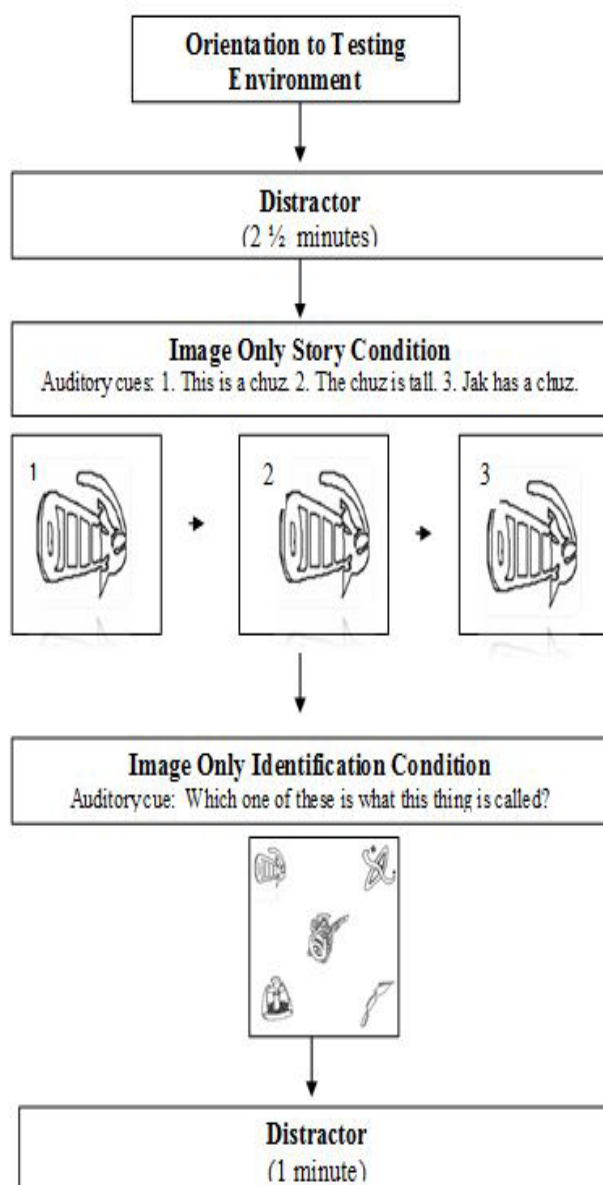 Orientation to Testing
Environment
Distractor
(2 ½ minutes)
Image Only Story Condition
Auditory cues: 1. This is a chuz. 2. The chuz is tall. 3. Jak has a chuz.
1
2
3
Image Only Identification Condition
Auditory cue: Which one of these is what this thing is called?
Distractor
(1 minute)